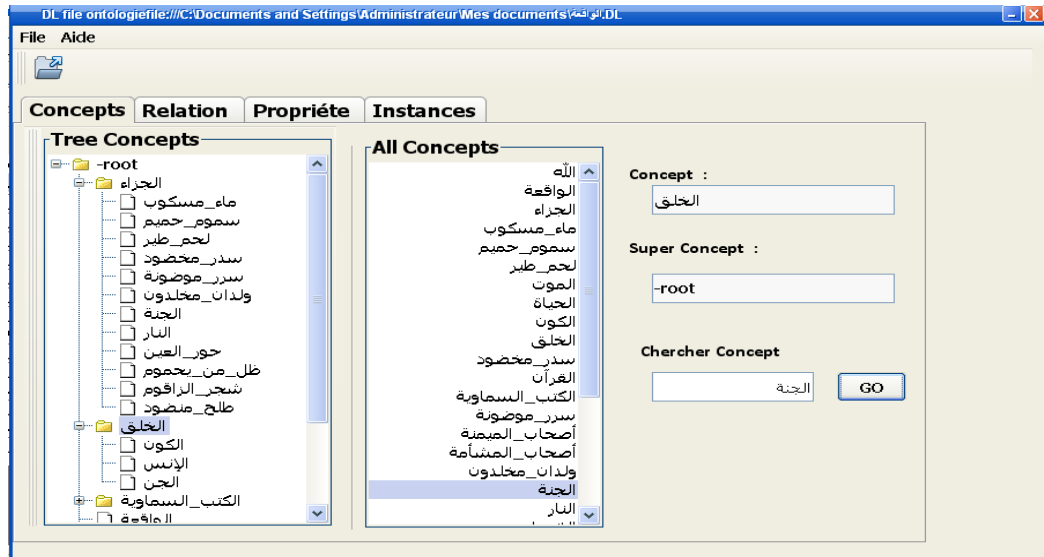 DL file ontologiefile:///C:\Documents and Settings\Administrateur\Mes documents\الواقعة.DL
File Aide
Concepts Relation Propriéte Instances
Tree Concepts
-root
الجزاء
ماء_مسكوب
سموم_حميم
لحم_طير
سدر_مخضود
سرر_موضونة
ولدان_مخلدون
الجنة
النار
حور_العين
ظل_من_يحموم
شجر_الزاقوم
طلح_منضود
الخلق
الكون
الإنس
الجن
الكتب_السماوية
الواقعة
All Concepts
الله
الواقعة
الجزاء
ماء_مسكوب
سموم_حميم
لحم_طير
الموت
الحياة
الكون
الخلق
سدر_مخضود
القرآن
الكتب_السماوية
سرر_موضونة
أصحاب_الميمنة
أصحاب_المشأمة
ولدان_مخلدون
الجنة
النار
Concept :
الخلق
Super Concept :
-root
Chercher Concept
الجنة GO